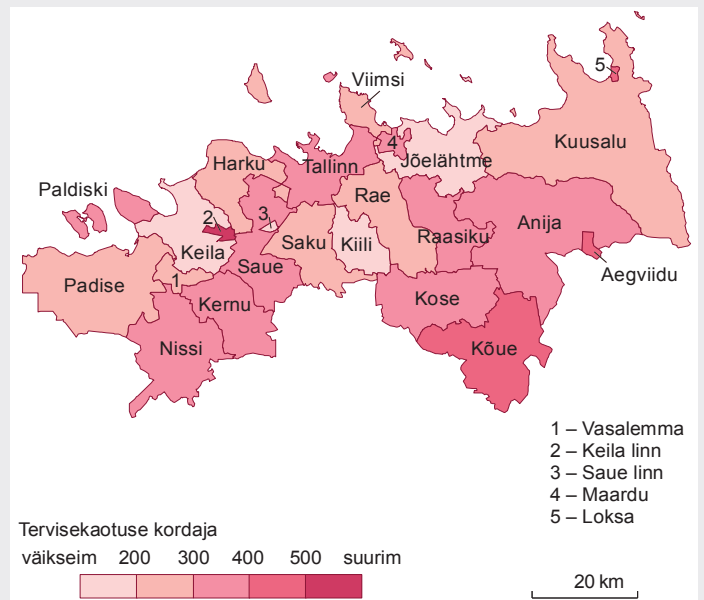 5
Viimsi
4
Kuusalu
Harku
Tallinn
Jõelähtme
Paldiski
Rae
2
3
Anija
Keila
Saku
Kiili
Raasiku
Saue
Padise
1
Aegviidu
Kernu
Kose
Nissi
Kõue
1 – Vasalemma
2 – Keila linn
3 – Saue linn
4 – Maardu
5 – Loksa
Tervisekaotuse kordaja
väikseim 200 300 400 500 suurim
20 km